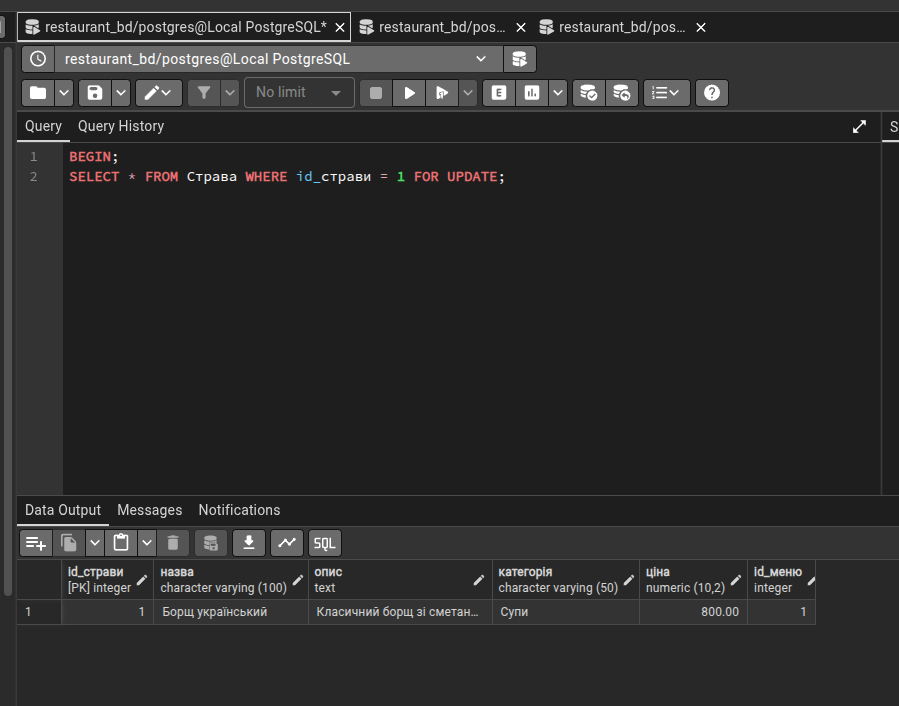 restaurant_bd/postgres@Local PostgreSQL* restaurant_bd/pos... restaurant_bd/pos...
restaurant_bd/postgres@Local PostgreSQL
No limit E SQL ?
Query Query History S
1 BEGIN;
2 SELECT * FROM Страва WHERE id_страви = 1 FOR UPDATE;
Data Output Messages Notifications
SQL
id_страви назва опис категорія ціна id_меню
[PK] integer character varying (100) text character varying (50) numeric (10,2) integer
1 1 Борщ український Класичний борщ зі сметан... Супи 800.00 1